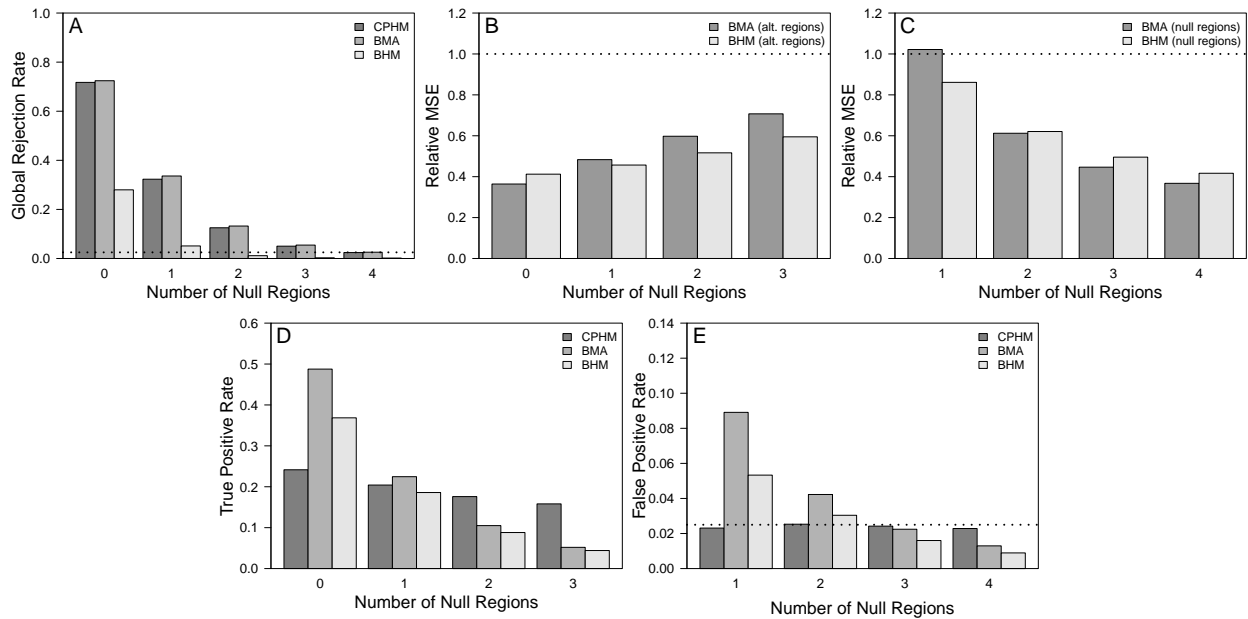 A
CPHM
BMA
BHM
Global Rejection Rate
1.0
0.8
0.6
0.4
0.2
0.0
0 1 2 3 4
Number of Null Regions
B
BMA (alt. regions)
BHM (alt. regions)
Relative MSE
1.2
1.0
0.8
0.6
0.4
0.2
0.0
0 1 2 3
Number of Null Regions
C
BMA (null regions)
BHM (null regions)
Relative MSE
1.2
1.0
0.8
0.6
0.4
0.2
0.0
1 2 3 4
Number of Null Regions
D
CPHM
BMA
BHM
True Positive Rate
0.6
0.5
0.4
0.3
0.2
0.1
0.0
0 1 2 3
Number of Null Regions
E
CPHM
BMA
BHM
False Positive Rate
0.14
0.12
0.10
0.08
0.06
0.04
0.02
0.00
1 2 3 4
Number of Null Regions